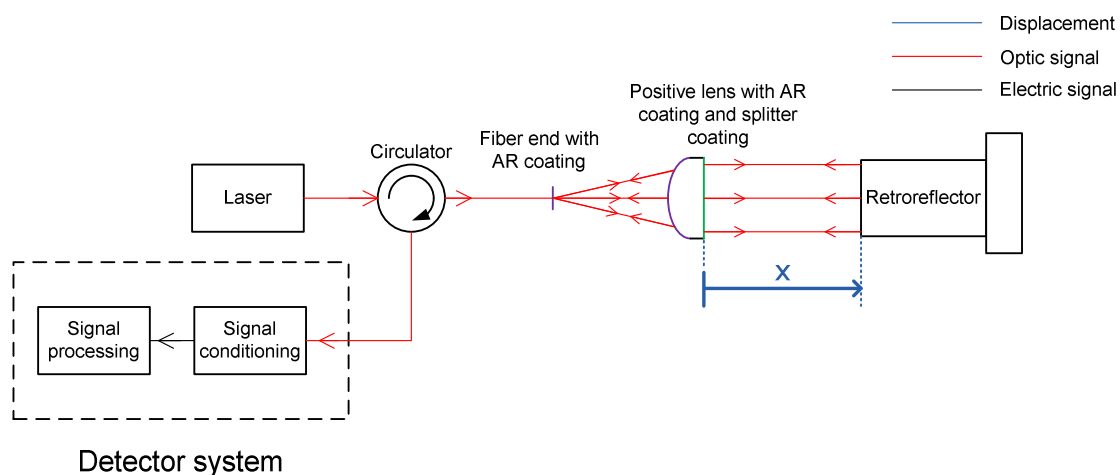 Displacement
Optic signal
Electric signal
Positive lens with AR
coating and splitter
coating
Fiber end with
AR coating
Circulator
Laser
Retroreflector
X
Signal
processing
Signal
conditioning
Detector system